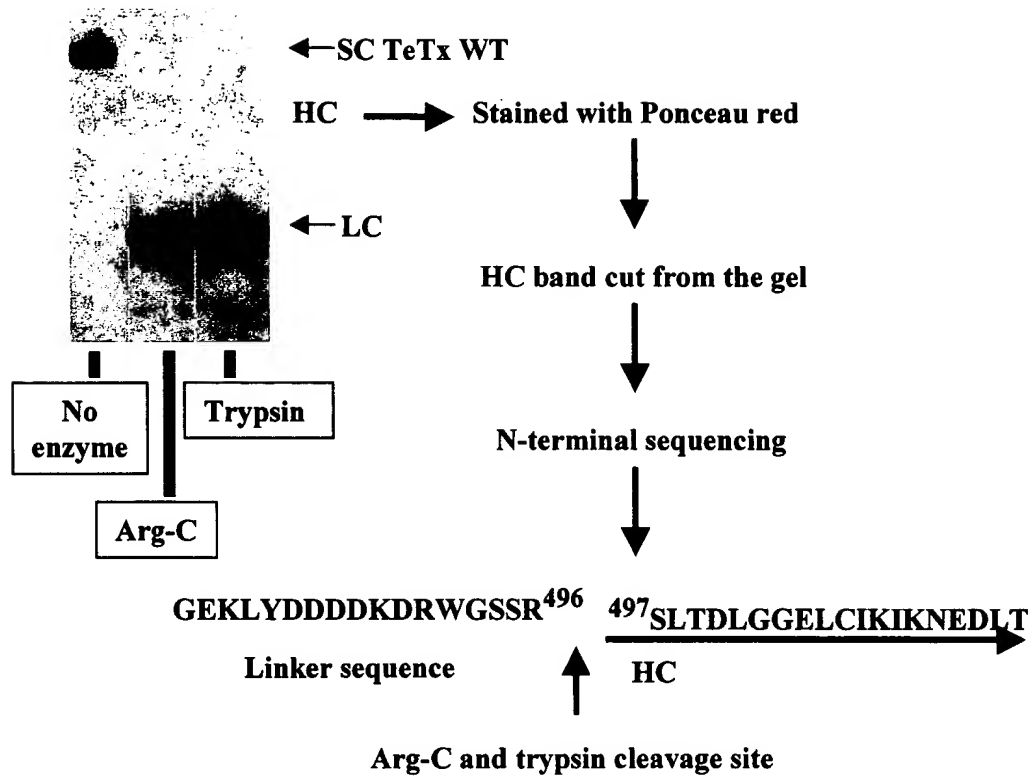 SC TeTx WT
HC
Stained with Ponceau red
LC
HC band cut from the gel
No
enzyme
Trypsin
N-terminal sequencing
Arg-C
GEKLYDDDDKDRWGSSR496
497SLTDLGGELCIKIKNEDLT
Linker sequence
HC
Arg-C and trypsin cleavage site